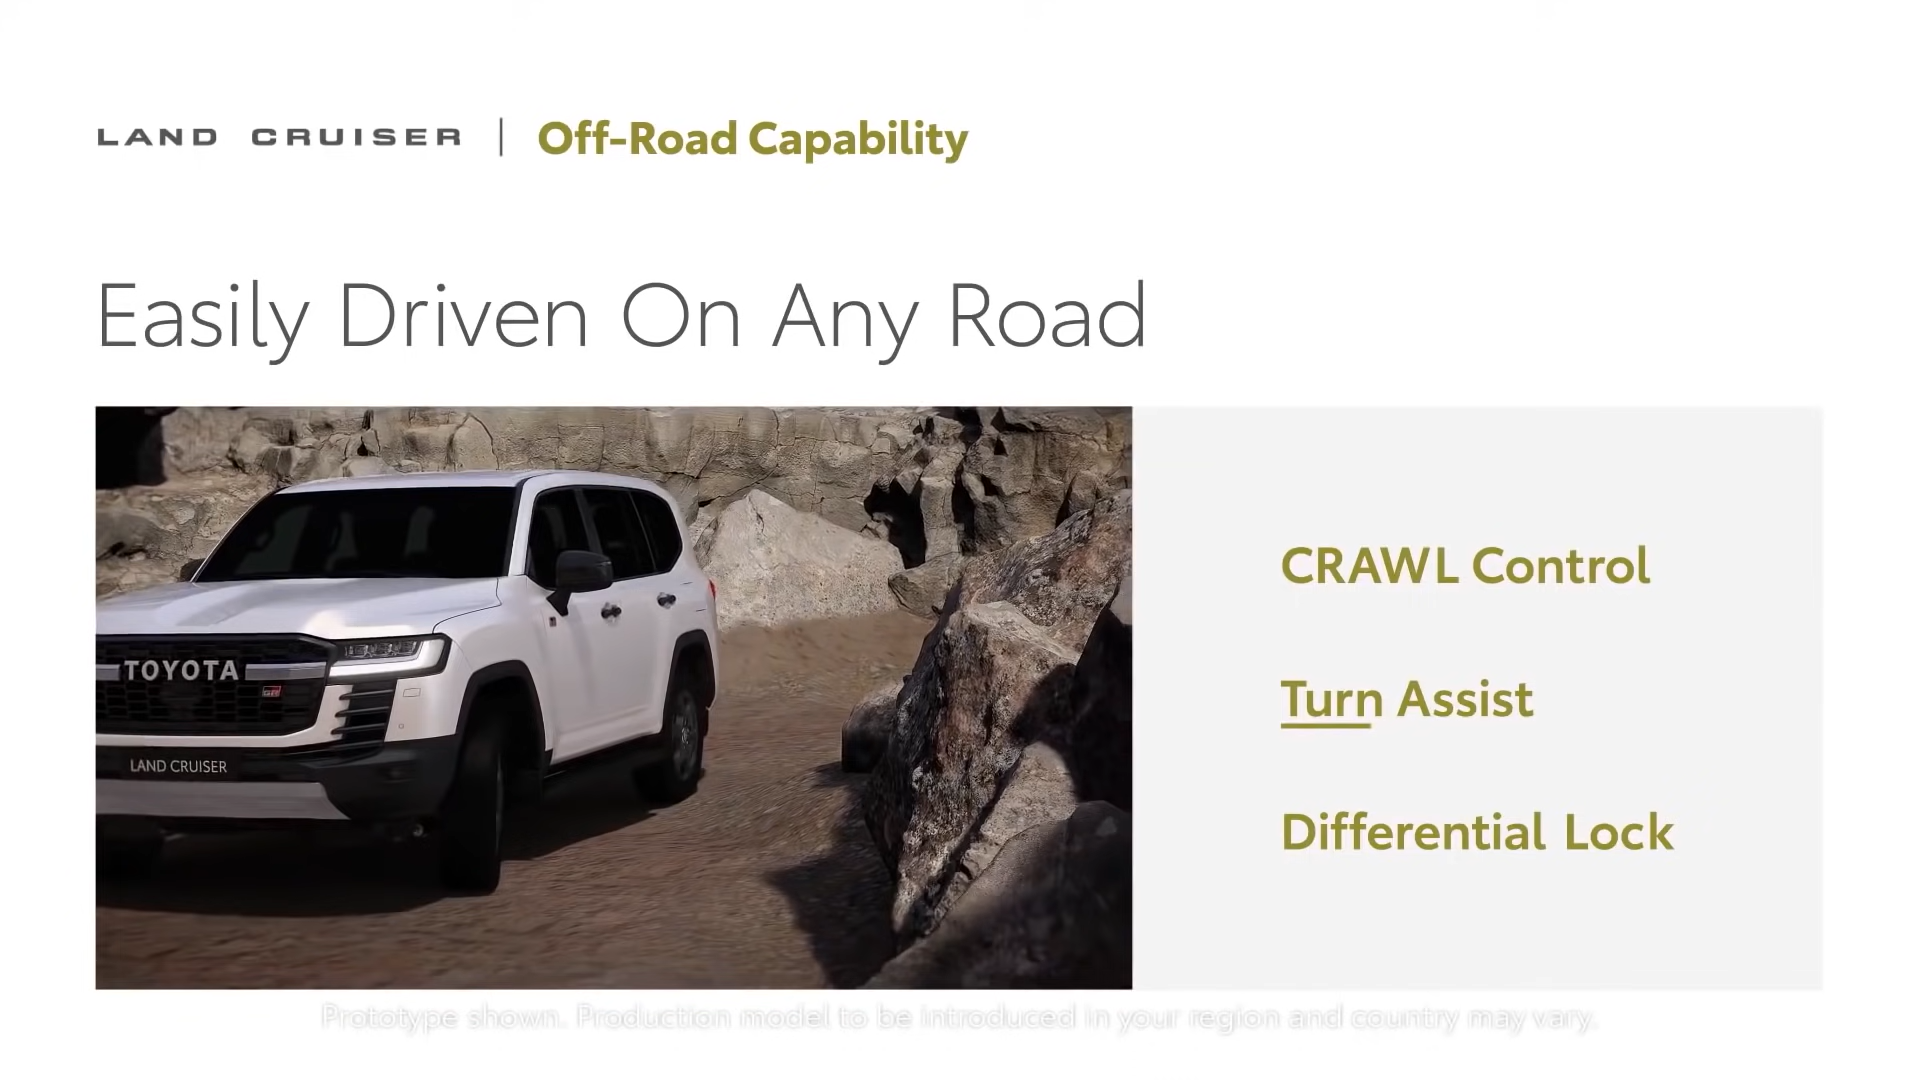 LAND CRUISER | Off-Road Capability
Easily Driven On Any Road
TOYOTA
GR
LAND CRUISER
CRAWL Control
Turn Assist
Differential Lock
Prototype shown. Production model to be introduced in your region and country may vary.